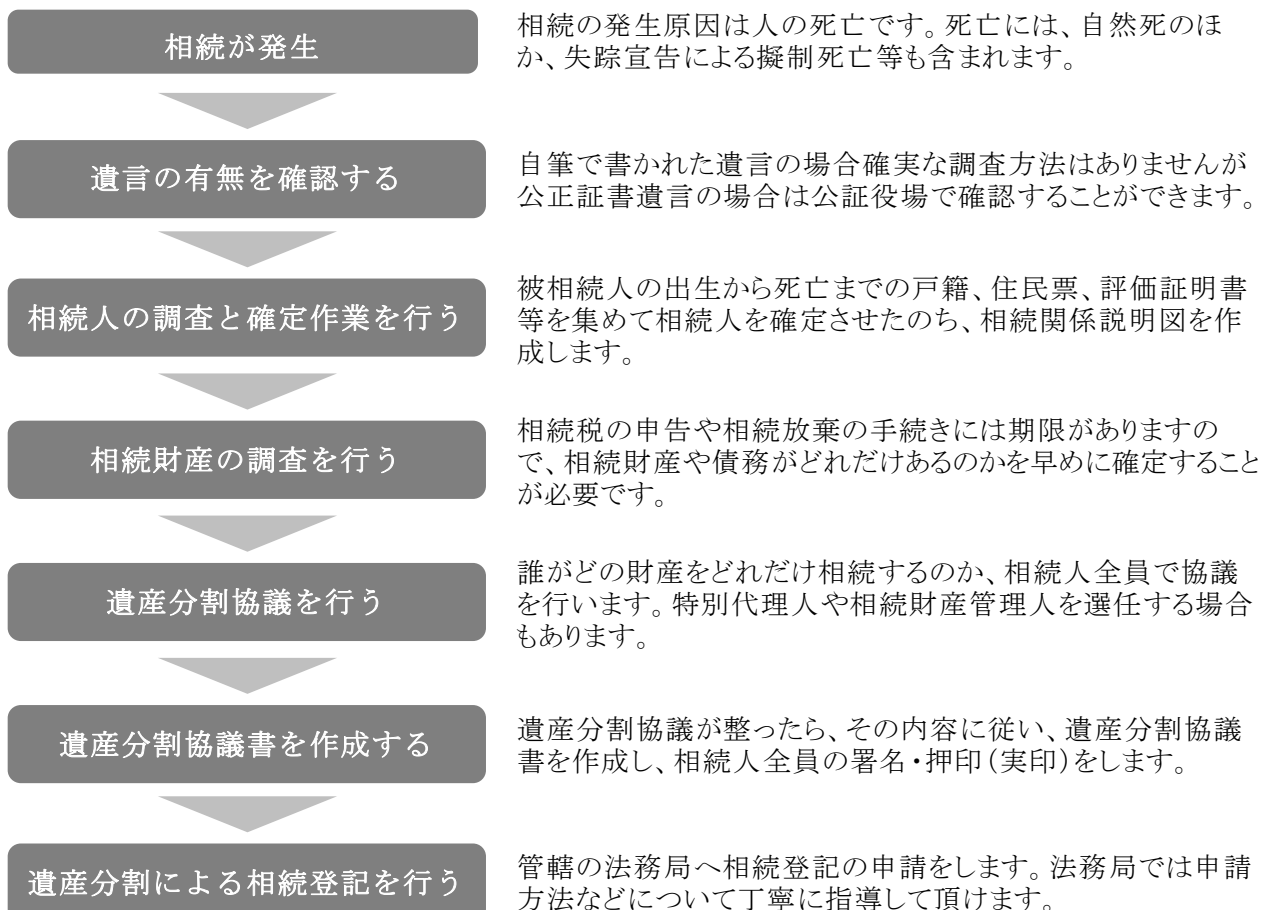 相続が発生
相続の発生原因は人の死亡です。死亡には、自然死のほ
か、失踪宣告による擬制死亡等も含まれます。
遺言の有無を確認する
自筆で書かれた遺言の場合確実な調査方法はありませんが
公正証書遺言の場合は公証役場で確認することができます。
相続人の調査と確定作業を行う
被相続人の出生から死亡までの戸籍、住民票、評価証明書
等を集めて相続人を確定させたのち、相続関係説明図を作
成します。
相続財産の調査を行う
相続税の申告や相続放棄の手続きには期限がありますの
で、相続財産や債務がどれだけあるのかを早めに確定すること
が必要です。
遺産分割協議を行う
誰がどの財産をどれだけ相続するのか、相続人全員で協議
を行います。特別代理人や相続財産管理人を選任する場合
もあります。
遺産分割協議書を作成する
遺産分割協議が整ったら、その内容に従い、遺産分割協議
書を作成し、相続人全員の署名・押印（実印）をします。
遺産分割による相続登記を行う
管轄の法務局へ相続登記の申請をします。法務局では申請
方法などについて丁寧に指導して頂けます。